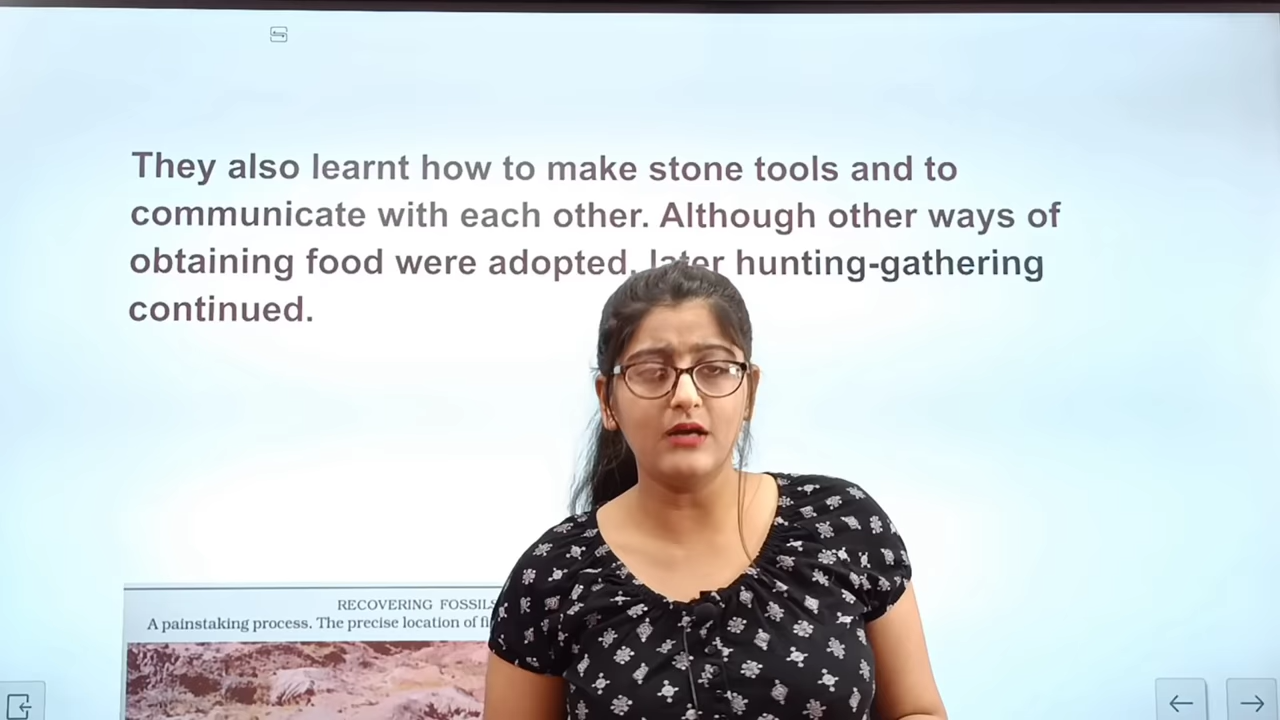 They also learnt how to make stone tools and to
communicate with each other. Although other ways of
obtaining food were adopted, later hunting-gathering
continued.
RECOVERING FOSSILS
A painstaking process. The precise location of